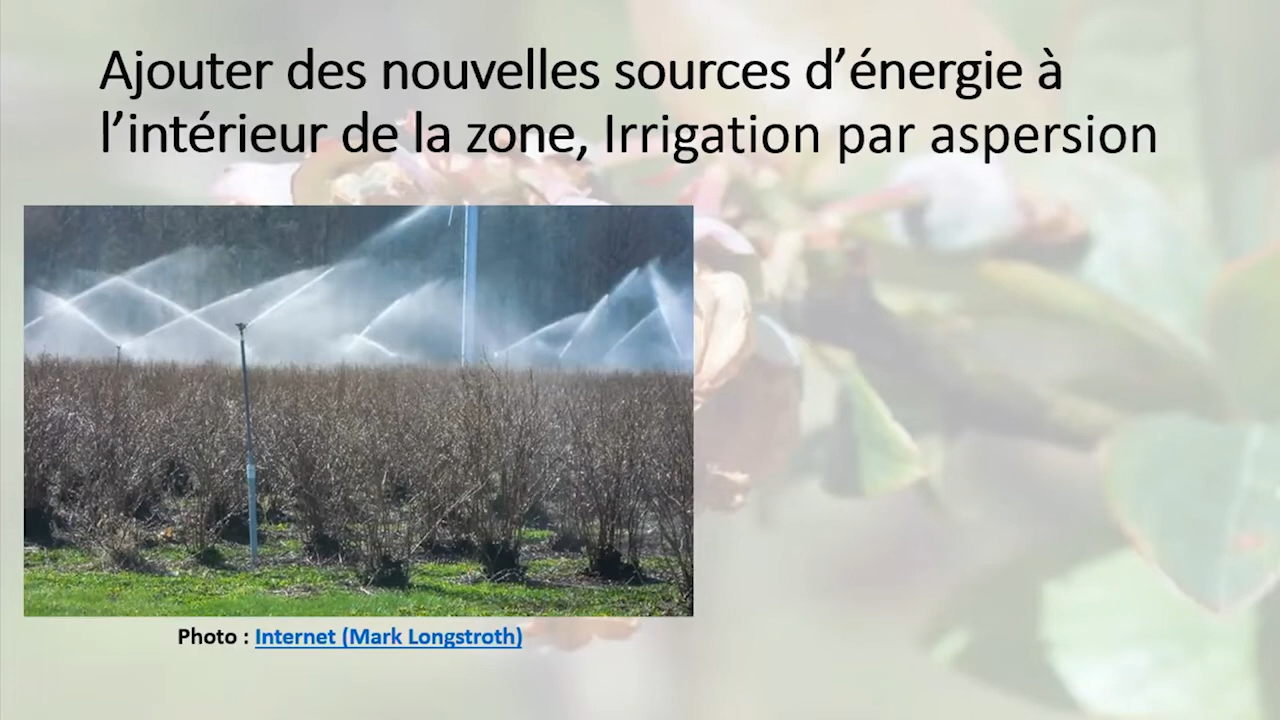 Ajouter des nouvelles sources d’énergie à
l’intérieur de la zone, Irrigation par aspersion
Photo : Internet (Mark Longstroth)